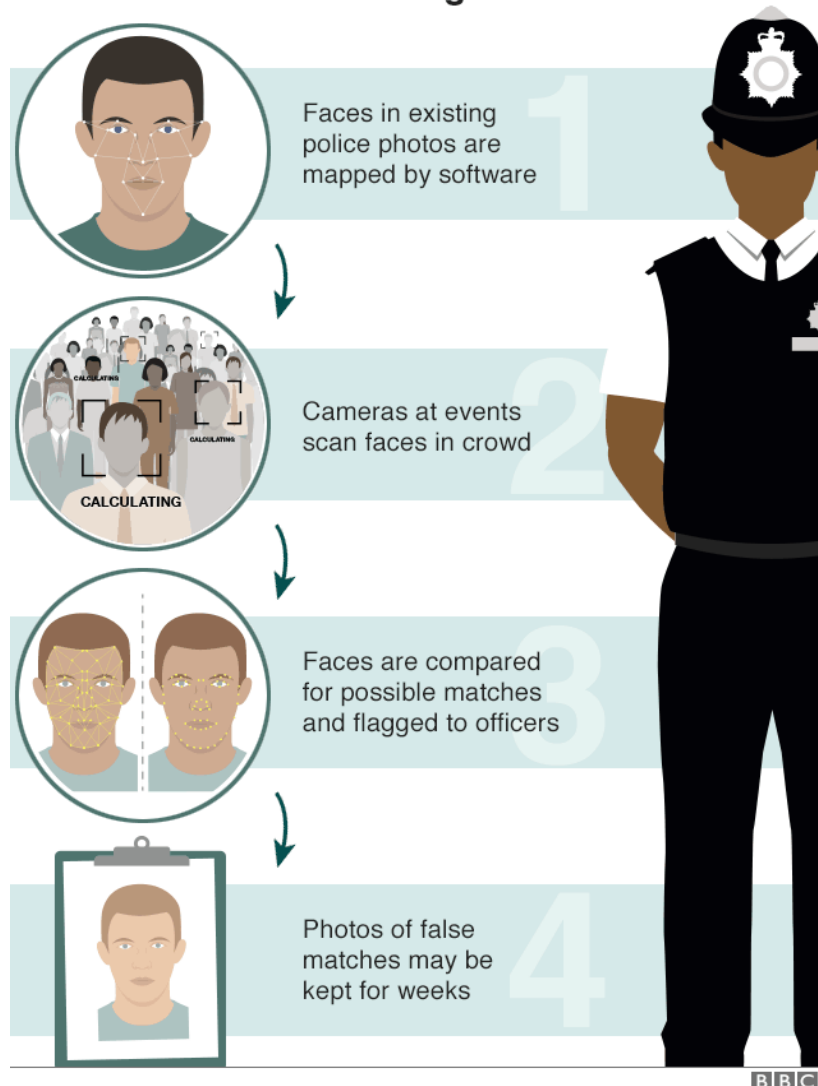 1
Faces in existing
police photos are
mapped by software
CALCULATING
CALCULATING
CALCULATING
2
Cameras at events
scan faces in crowd
3
Faces are compared
for possible matches
and flagged to officers
4
Photos of false
matches may be
kept for weeks
BBC